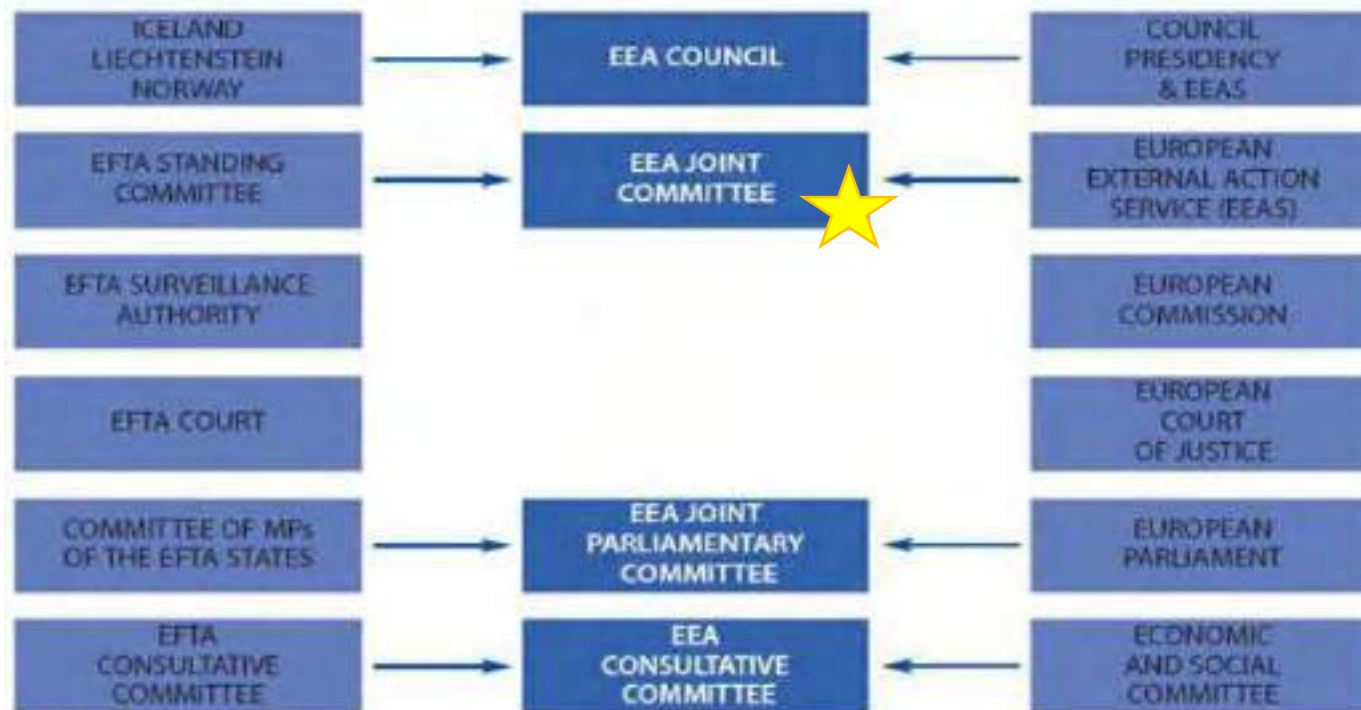 ICELAND
LIECHTENSTEIN
NORWAY
EEA COUNCIL
COUNCIL
PRESIDENCY
& EEAS
EFTA STANDING
COMMITTEE
EEA JOINT
COMMITTEE
EUROPEAN
EXTERNAL ACTION
SERVICE (EEAS)
EFTA SURVEILLANCE
AUTHORITY
EUROPEAN
COMMISSION
EFTA COURT
EUROPEAN
COURT
OF JUSTICE
COMMITTEE OF MPs
OF THE EFTA STATES
EEA JOINT
PARLIAMENTARY
COMMITTEE
EUROPEAN
PARLIAMENT
EFTA
CONSULTATIVE
COMMITTEE
EEA
CONSULTATIVE
COMMITTEE
ECONOMIC
AND SOCIAL
COMMITTEE